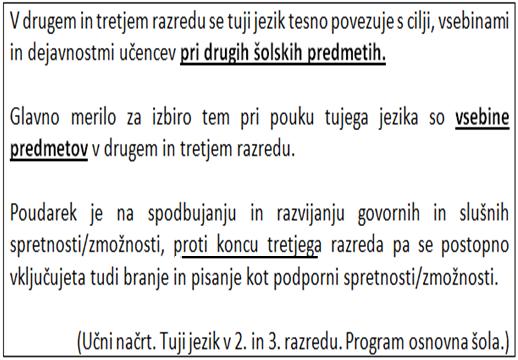 V drugem in tretjem razredu se tuji jezik tesno povezuje s cilji, vsebinami
in dejavnostmi učencev pri drugih šolskih predmetih.
Glavno merilo za izbiro tem pri pouku tujega jezika so vsebine
predmetov v drugem in tretjem razredu.
Poudarek je na spodbujanju in razvijanju govornih in slušnih
spretnosti/zmožnosti, proti koncu tretjega razreda pa se postopno
vključujeta tudi branje in pisanje kot podporni spretnosti/zmožnosti.
(Učni načrt. Tuji jezik v 2. in 3. razredu. Program osnovna šola.)